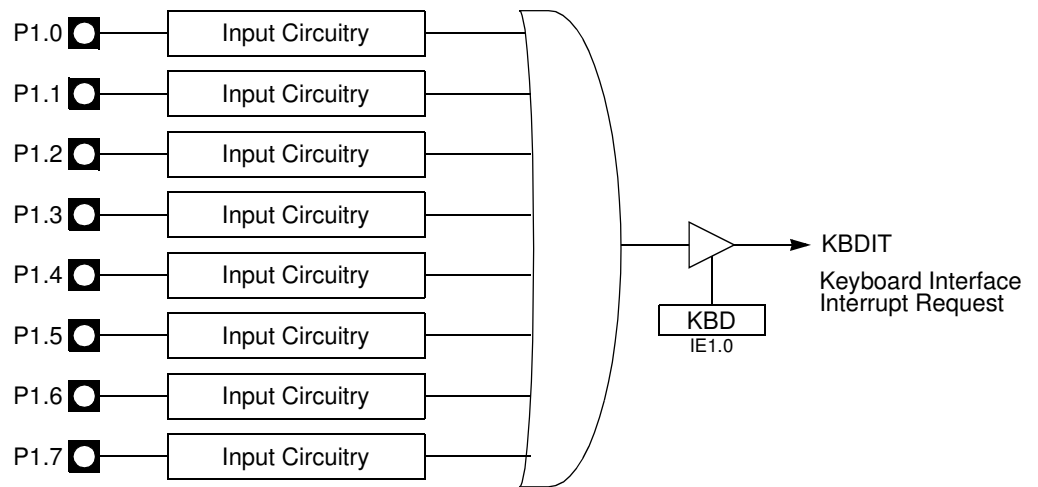 P1.0 Input Circuitry
P1.1 Input Circuitry
P1.2 Input Circuitry
P1.3 Input Circuitry
P1.4 Input Circuitry
P1.5 Input Circuitry
P1.6 Input Circuitry
P1.7 Input Circuitry
KBDIT
Keyboard Interface
Interrupt Request
KBD
IE1.0